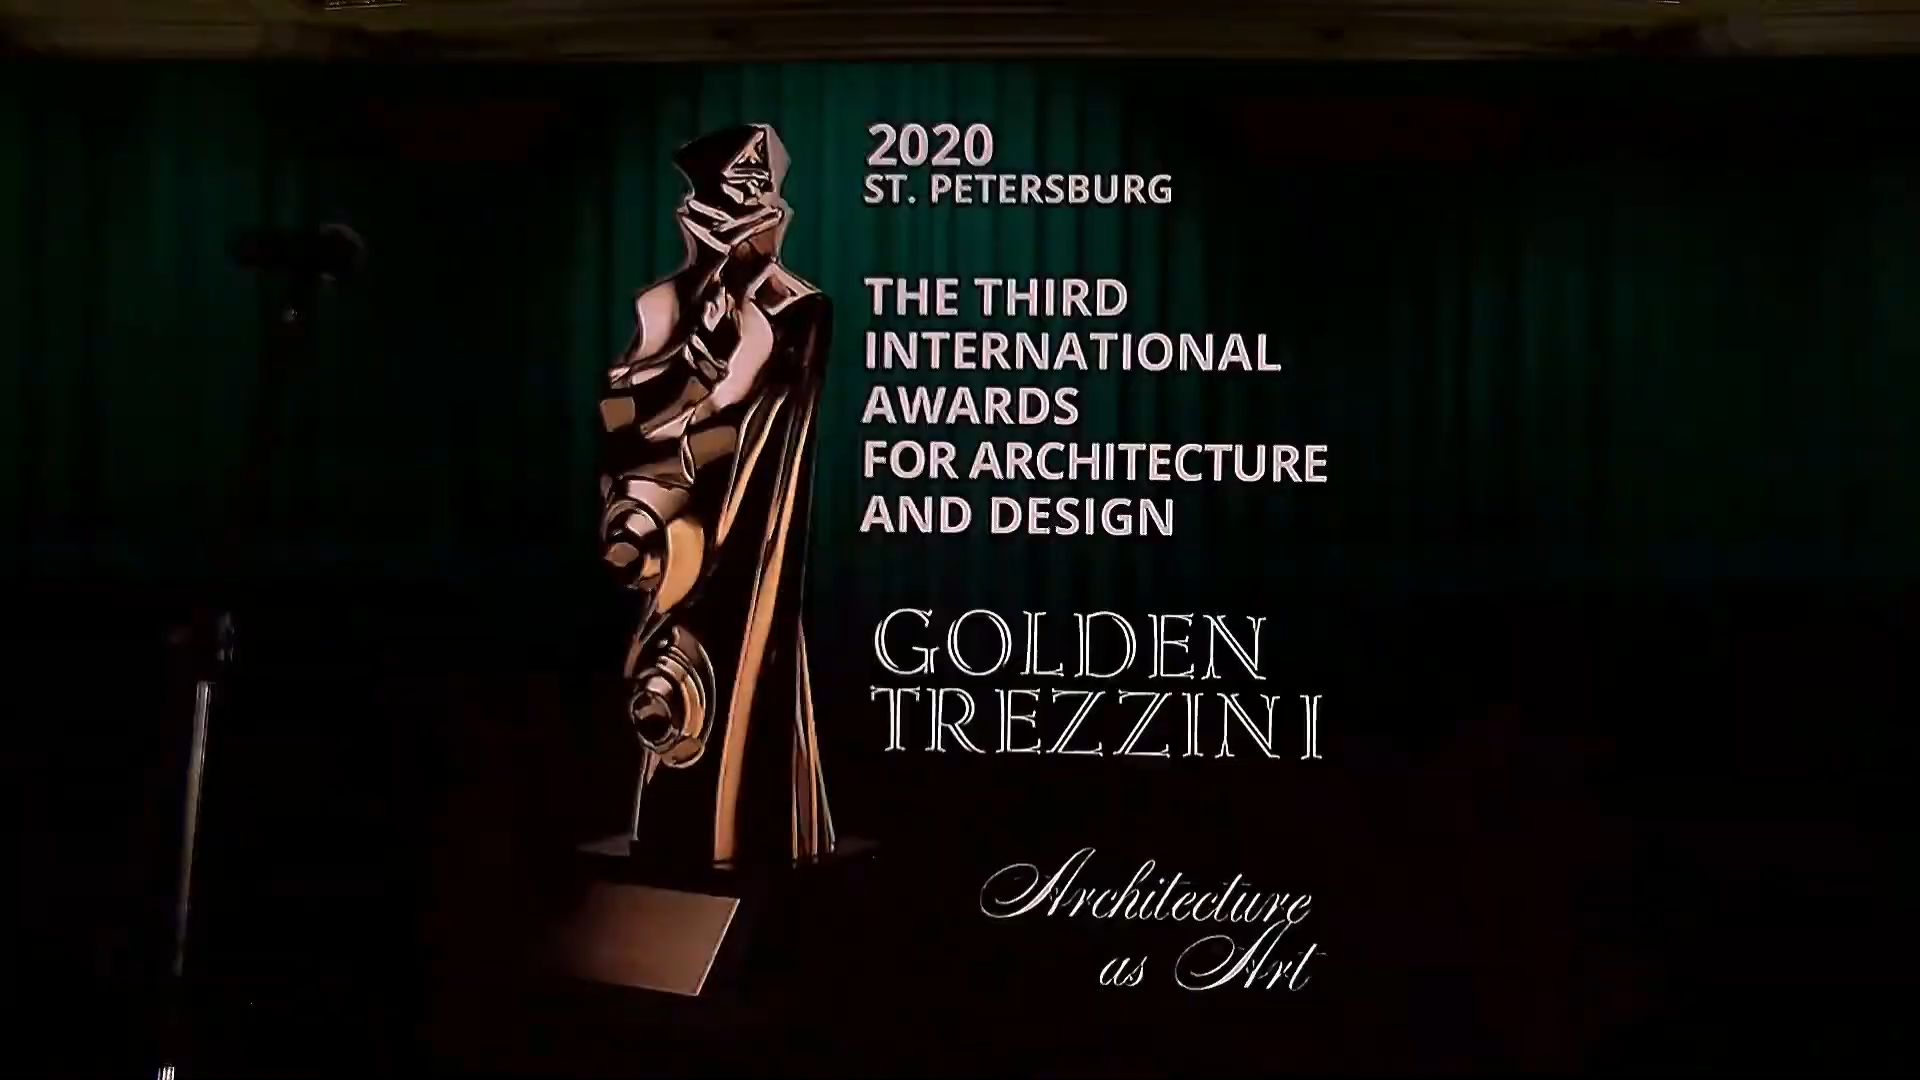 2020
ST. PETERSBURG
THE THIRD
INTERNATIONAL
AWARDS
FOR ARCHITECTURE
AND DESIGN
GOLDEN
TREZZINI
Architecture
as Art